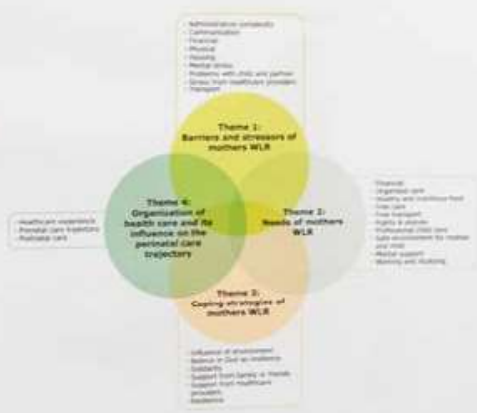 - Administrative complexity
- Communication
- Financial
- Physical
- Housing
- Mental stress
- Problems with child and partner
- Stress from healthcare providers
- Transport
Theme 1:
Barriers and stressors of
mothers WLR
Theme 4:
Organization of
health care and its
influence on the
perinatal care
trajectory
- Healthcare experience
- Prenatal care trajectory
- Postnatal care
Theme 2:
Needs of mothers
WLR
- Financial
- Organized care
- Healthy and nutritious food
- Free care
- Free transport
- Professional child care
- Safe environment for mother
and child
- Mental support
- Working and studying
Theme 3:
Coping strategies of
mothers WLR
- Influence of environment
- Believe in God as resilience
- Solidarity
- Support from family or friends
- Support from healthcare
providers
- Resilience